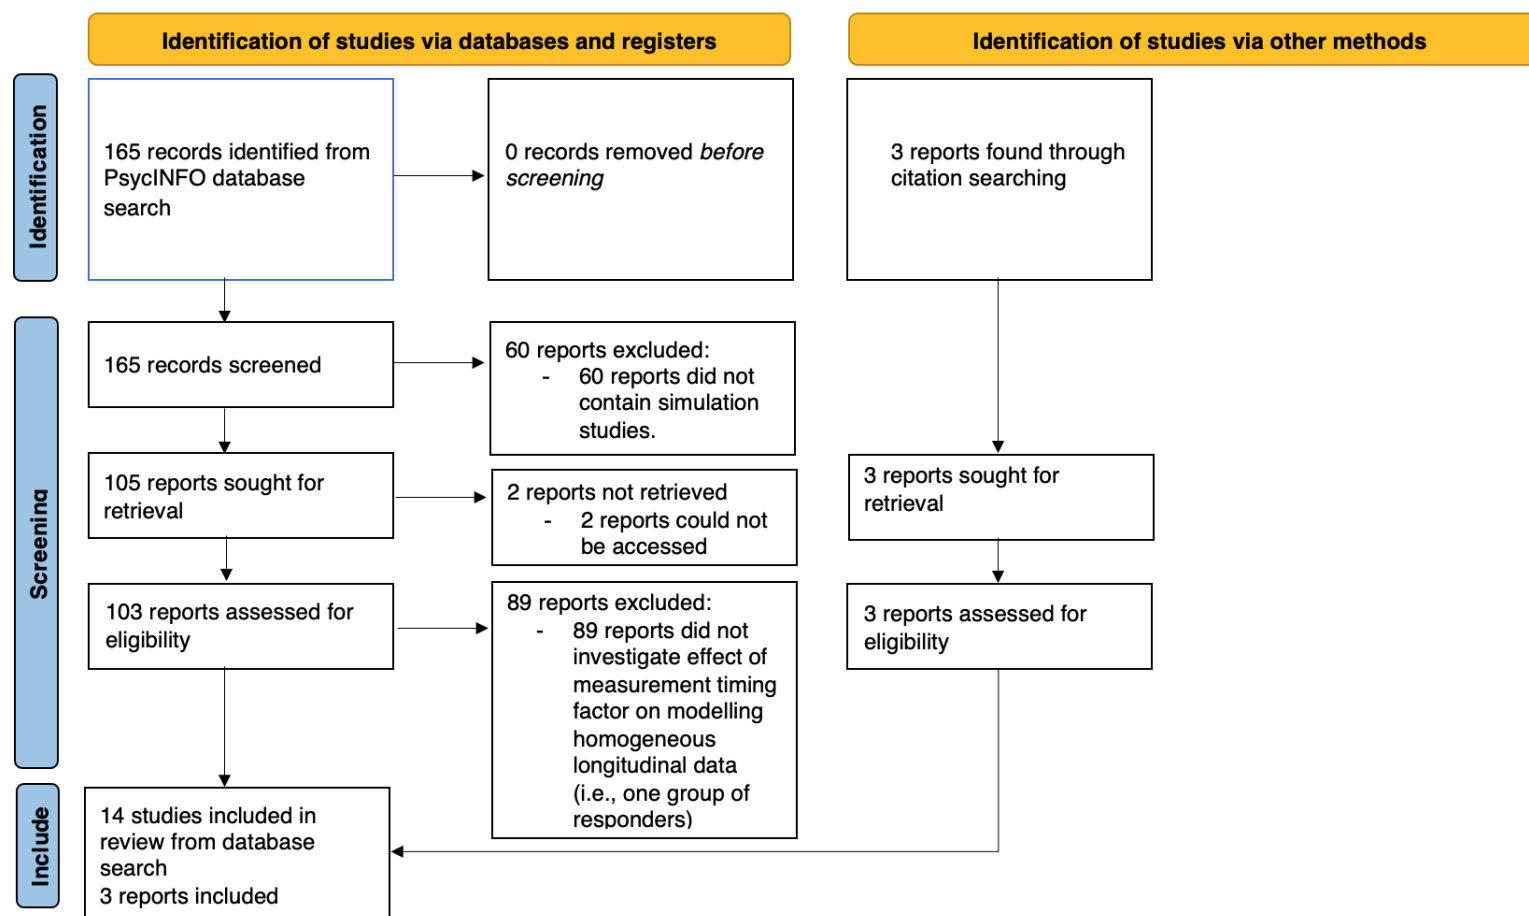 Identification of studies via databases and registers
Identification of studies via other methods
Identification
165 records identified from
PsycINFO database
search
0 records removed before
screening
3 reports found through
citation searching
Screening
165 records screened
60 reports excluded:
- 60 reports did not
contain simulation
studies.
105 reports sought for
retrieval
2 reports not retrieved
- 2 reports could not
be accessed
3 reports sought for
retrieval
103 reports assessed for
eligibility
89 reports excluded:
- 89 reports did not
investigate effect of
measurement timing
factor on modelling
homogeneous
longitudinal data
(i.e., one group of
responders)
3 reports assessed for
eligibility
Include
14 studies included in
review from database
search
3 reports included